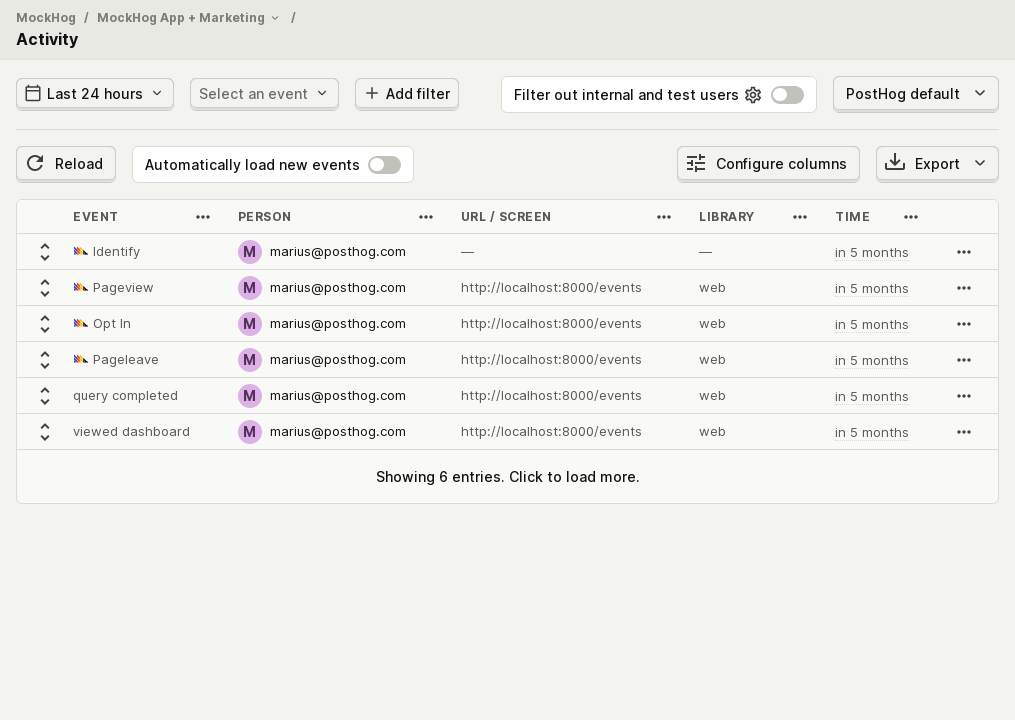 MockHog / MockHog App + Marketing /
Activity
Last 24 hours Select an event Add filter Filter out internal and test users PostHog default
Reload Automatically load new events Configure columns Export
EVENT PERSON URL / SCREEN LIBRARY TIME
Identify M marius@posthog.com — — in 5 months
Pageview M marius@posthog.com http://localhost:8000/events web in 5 months
Opt In M marius@posthog.com http://localhost:8000/events web in 5 months
Pageleave M marius@posthog.com http://localhost:8000/events web in 5 months
query completed M marius@posthog.com http://localhost:8000/events web in 5 months
viewed dashboard M marius@posthog.com http://localhost:8000/events web in 5 months
Showing 6 entries. Click to load more.